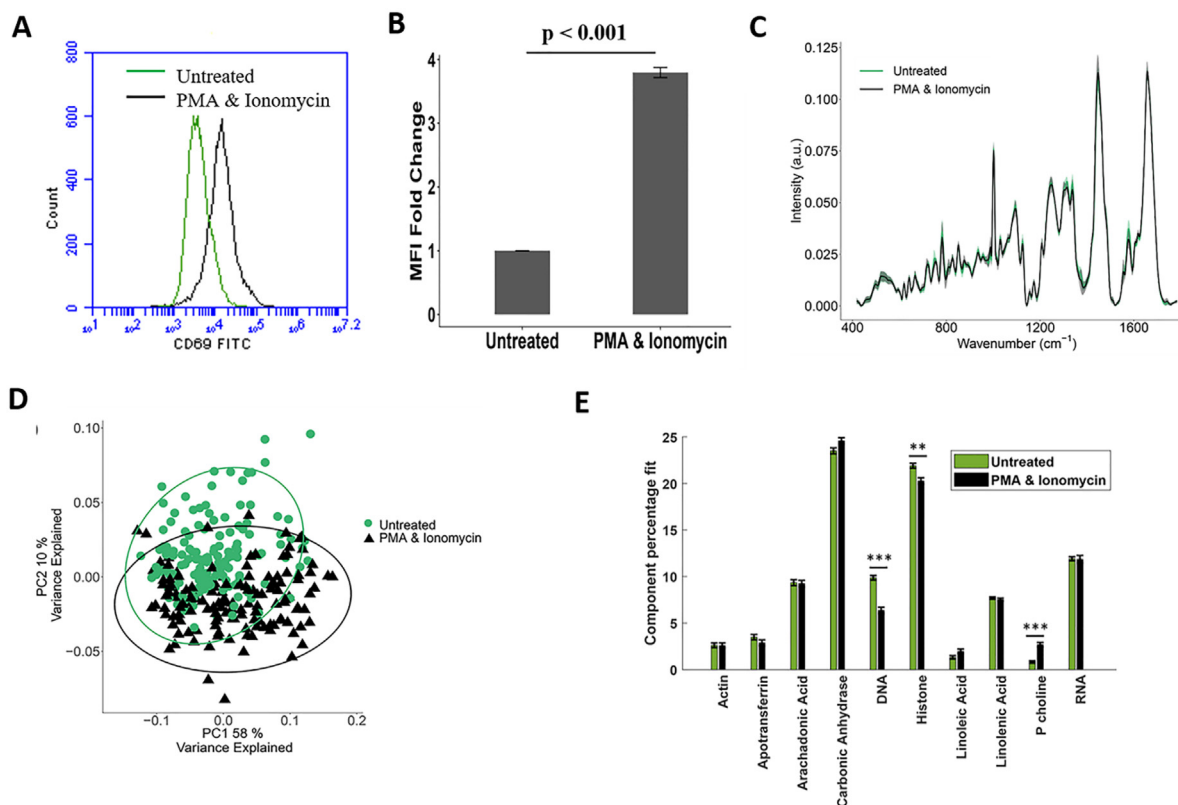 A
800
600
400
200
0
Count
Untreated
PMA & Ionomycin
10^1 10^2 10^3 10^4 10^5 10^6 10^7.2
CD69 FITC
B
p < 0.001
4
3
2
1
0
MFI Fold Change
Untreated PMA & Ionomycin
C
0.125
0.100
0.075
0.050
0.025
0.000
Intensity (a.u.)
Untreated
PMA & Ionomycin
400 800 1200 1600
Wavenumber (cm⁻¹)
D
0.10
0.05
0.00
−0.05
PC2 10 %
Variance Explained
Untreated
PMA & Ionomycin
−0.1 0.0 0.1 0.2
PC1 58 %
Variance Explained
E
25
20
15
10
5
0
Component percentage fit
Untreated
PMA & Ionomycin
**
***
***
Actin
Apotransferrin
Arachadonic Acid
Carbonic Anhydrase
DNA
Histone
Linoleic Acid
Linolenic Acid
P choline
RNA